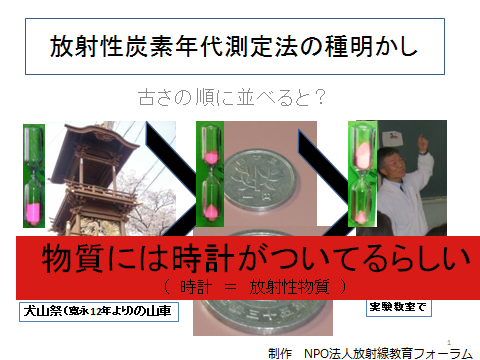 放射性炭素年代測定法の種明かし
古さの順に並べると？
物質には時計がついてるらしい
（ 時計 ＝ 放射性物質 ）
犬山祭（寛永12年より）の山車
実験教室で
1
制作　NPO法人放射線教育フォーラム